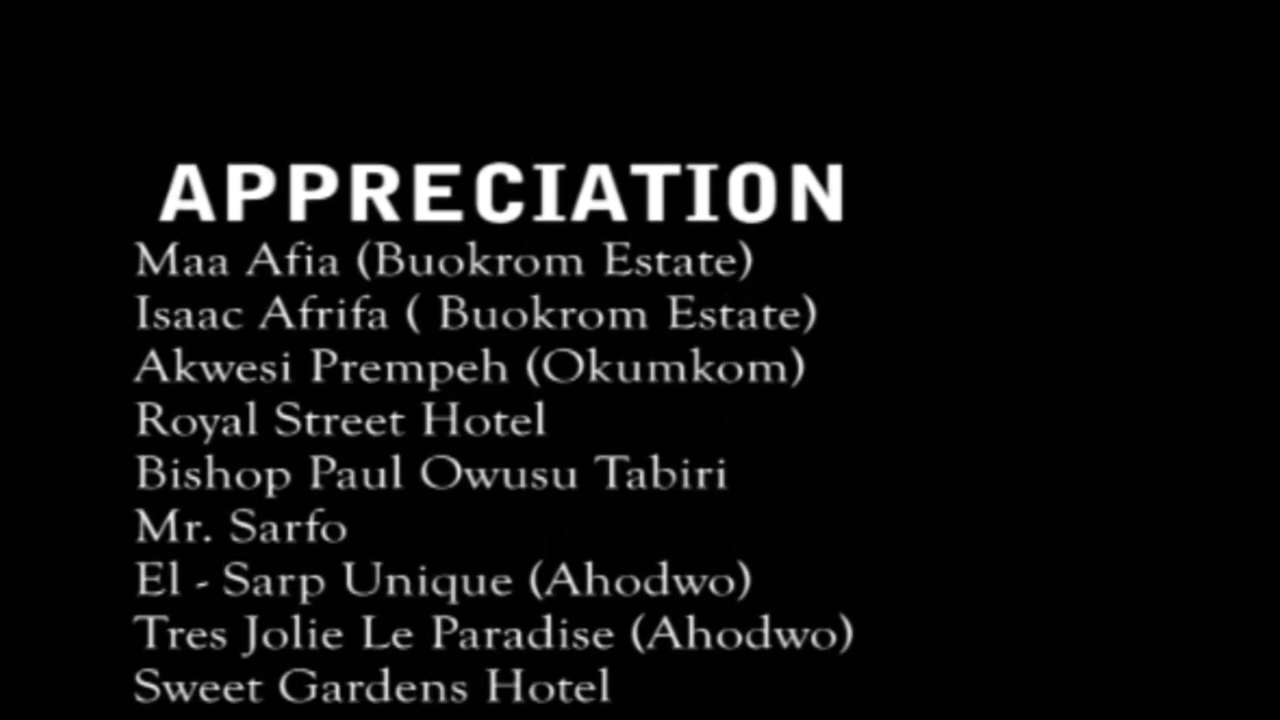 APPRECIATION
Maa Afia (Buokrom Estate)
Isaac Afrifa ( Buokrom Estate)
Akwesi Prempeh (Okumkom)
Royal Street Hotel
Bishop Paul Owusu Tabiri
Mr. Sarfo
El - Sarp Unique (Ahodwo)
Tres Jolie Le Paradise (Ahodwo)
Sweet Gardens Hotel